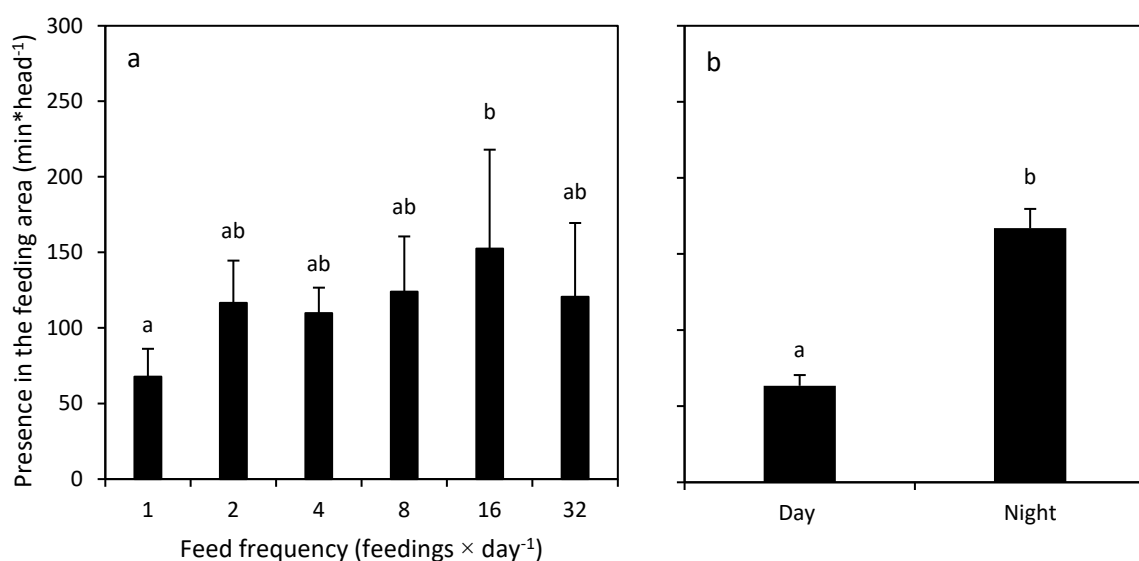 Presence in the feeding area (min*head⁻¹)
300
250
200
150
100
50
0
a
a
ab
ab
ab
b
ab
1 2 4 8 16 32
Feed frequency (feedings × day⁻¹)
b
a
b
Day Night